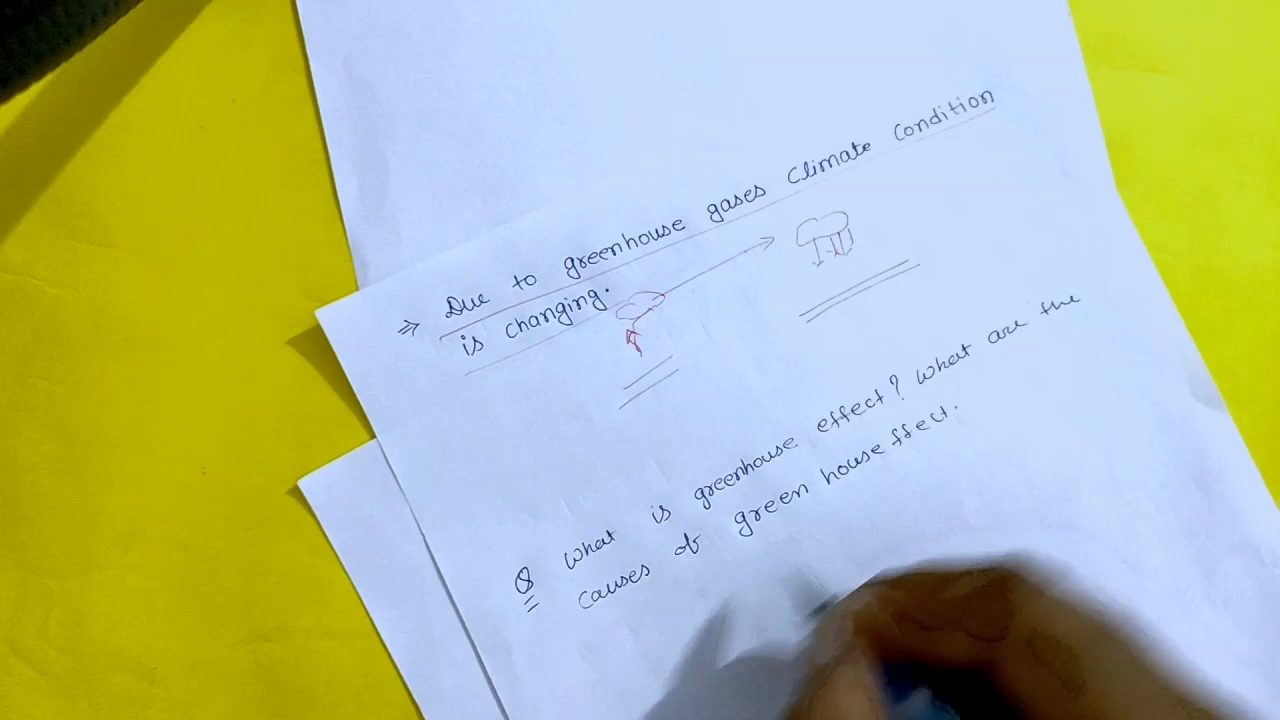 ⇒ Due to greenhouse gases climate condition
is changing.
Q What is greenhouse effect? What are the
causes of green house ffect.